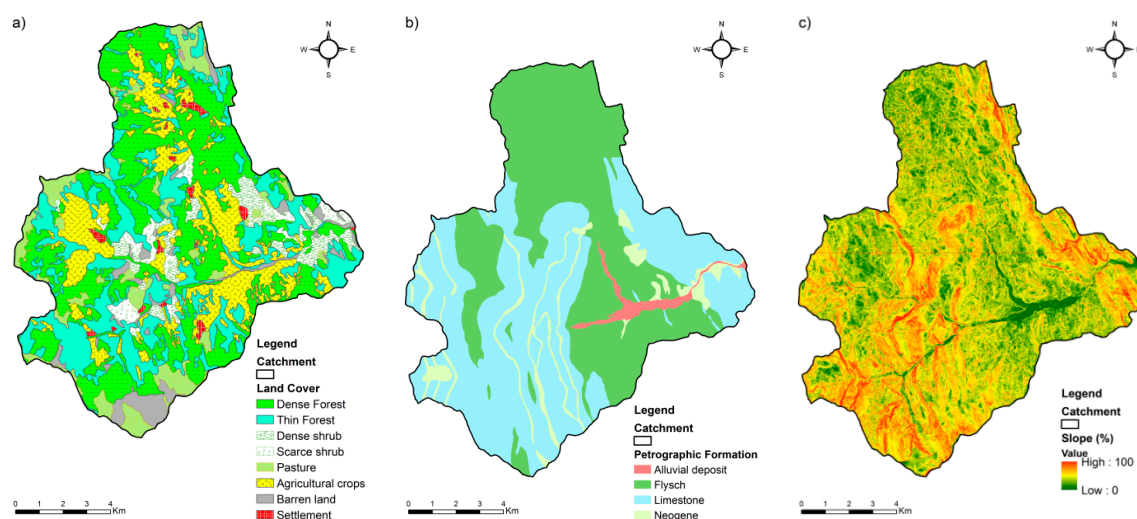 a)
N
W E
S
Legend
Catchment
Land Cover
Dense Forest
Thin Forest
Dense shrub
Scarce shrub
Pasture
Agricultural crops
Barren land
Settlement
0 1 2 3 4
Km
b)
N
W E
S
Legend
Catchment
Petrographic Formation
Alluvial deposit
Flysch
Limestone
Neogene
0 1 2 3 4
Km
c)
N
W E
S
Legend
Catchment
Slope (%)
Value
High : 100
Low : 0
0 1 2 3 4
Km